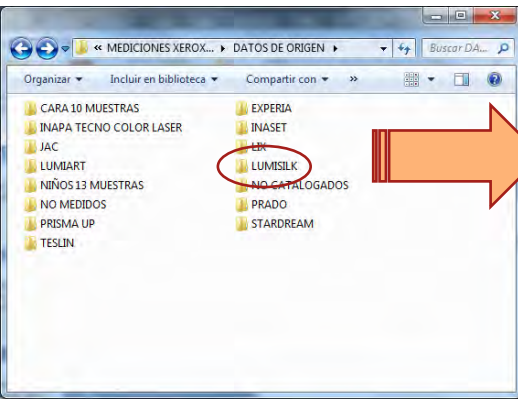 « MEDICIONES XEROX... ▸ DATOS DE ORIGEN ▸
Buscar DA...
Organizar ▾ Incluir en biblioteca ▾ Compartir con ▾ »
CARA 10 MUESTRAS
INAPA TECNO COLOR LASER
JAC
LUMIART
NIÑOS 13 MUESTRAS
NO MEDIDOS
PRISMA UP
TESLIN
EXPERIA
INASET
LIX
LUMISILK
NO CATALOGADOS
PRADO
STARDREAM